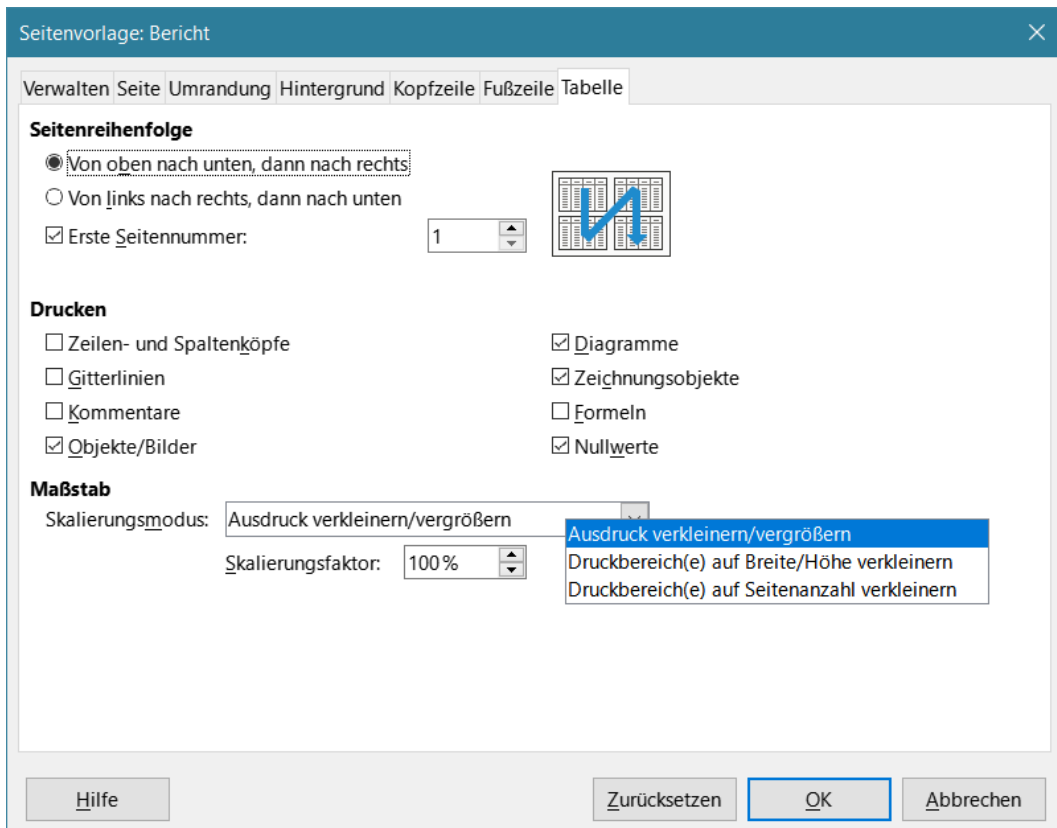 Seitenvorlage: Bericht
Verwalten Seite Umrandung Hintergrund Kopfzeile Fußzeile Tabelle
Seitenreihenfolge
Von oben nach unten, dann nach rechts
Von links nach rechts, dann nach unten
Erste Seitennummer: 1
Drucken
Zeilen- und Spaltenköpfe
Diagramme
Gitterlinien
Zeichnungsobjekte
Kommentare
Formeln
Objekte/Bilder
Nullwerte
Maßstab
Skalierungsmodus: Ausdruck verkleinern/vergrößern
Ausdruck verkleinern/vergrößern
Skalierungsfaktor: 100%
Druckbereich(e) auf Breite/Höhe verkleinern
Druckbereich(e) auf Seitenanzahl verkleinern
Hilfe Zurücksetzen OK Abbrechen